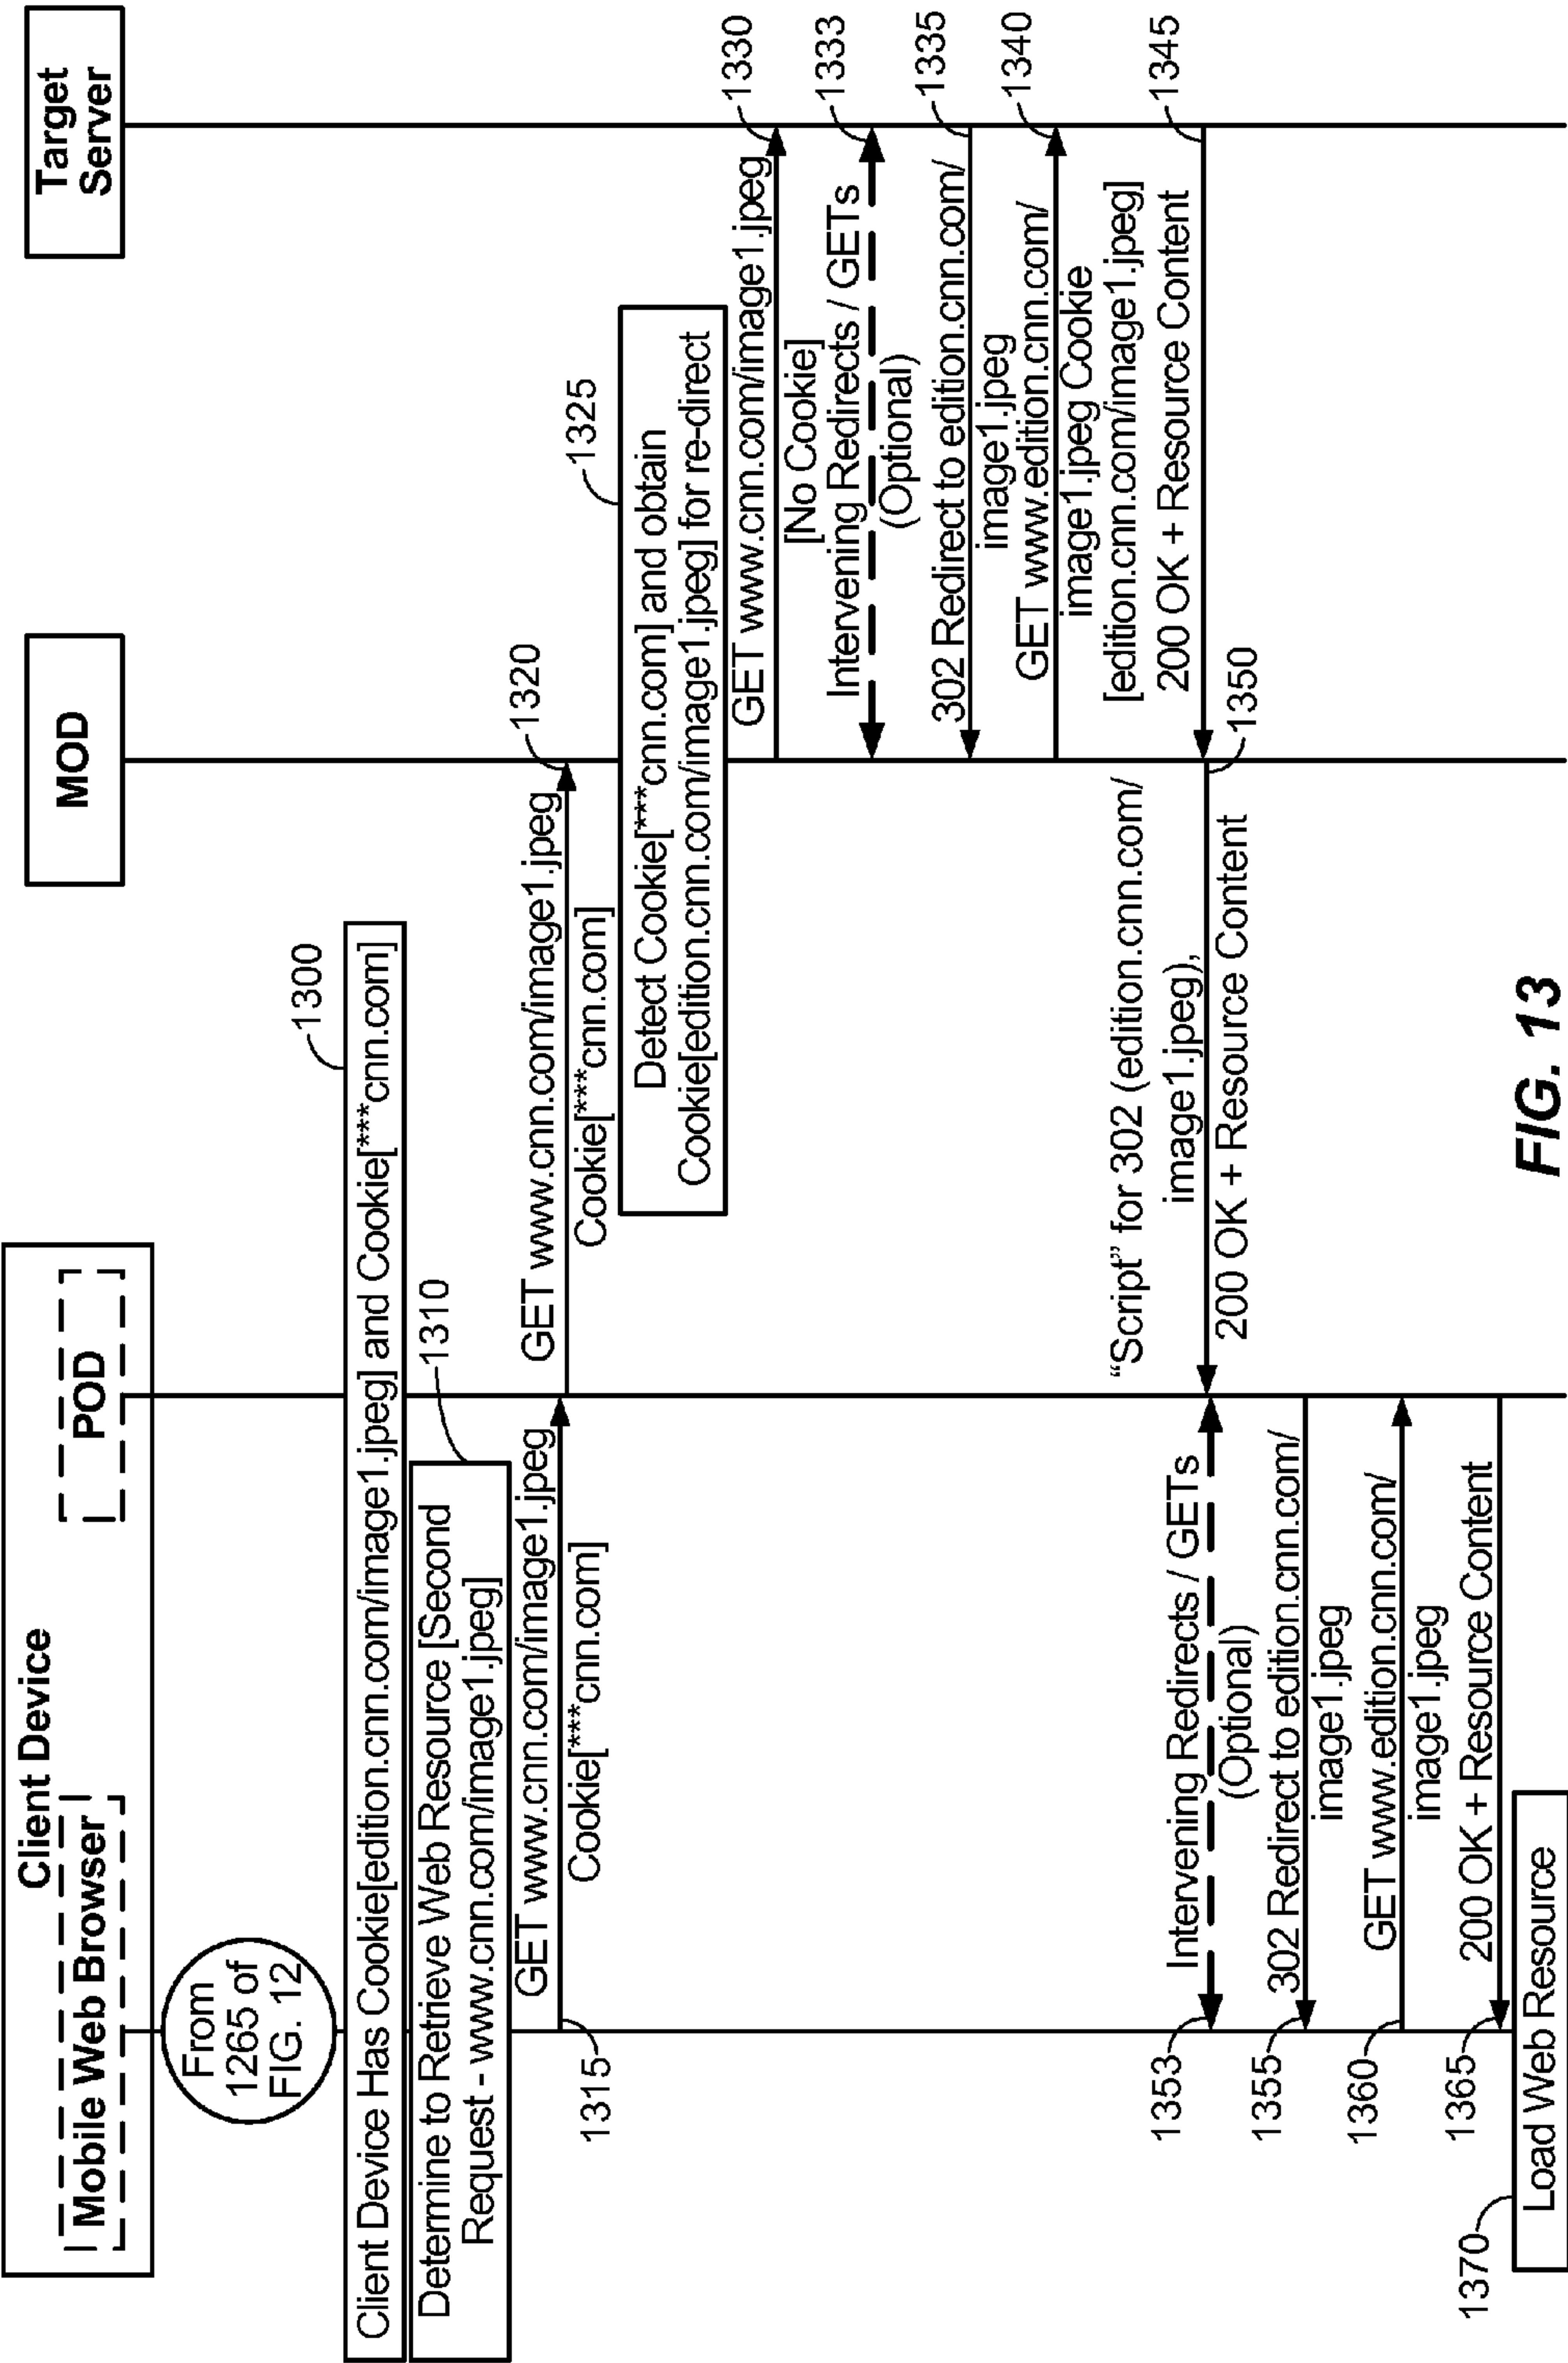 Client Device
Mobile Web Browser
POD
MOD
Target
Server
From
1265 of
FIG. 12
1300
Client Device Has Cookie[edition.cnn.com/image1.jpeg] and Cookie[***cnn.com]
1310
Determine to Retrieve Web Resource [Second
Request - www.cnn.com/image1.jpeg]
1315
GET www.cnn.com/image1.jpeg
Cookie[***cnn.com]
1320
GET www.cnn.com/image1.jpeg
Cookie[***cnn.com]
1325
Detect Cookie[***cnn.com] and obtain
Cookie[edition.cnn.com/image1.jpeg] for re-direct
1330
GET www.cnn.com/image1.jpeg
[No Cookie]
1333
Intervening Redirects / GETs
(Optional)
1335
302 Redirect to edition.cnn.com/
image1.jpeg
1340
GET www.edition.cnn.com/
image1.jpeg Cookie
[edition.cnn.com/image1.jpeg]
1345
200 OK + Resource Content
1350
“Script” for 302 (edition.cnn.com/
image1.jpeg),
200 OK + Resource Content
1353
Intervening Redirects / GETs
(Optional)
1355
302 Redirect to edition.cnn.com/
image1.jpeg
1360
GET www.edition.cnn.com/
image1.jpeg
1365
200 OK + Resource Content
1370
Load Web Resource
FIG. 13